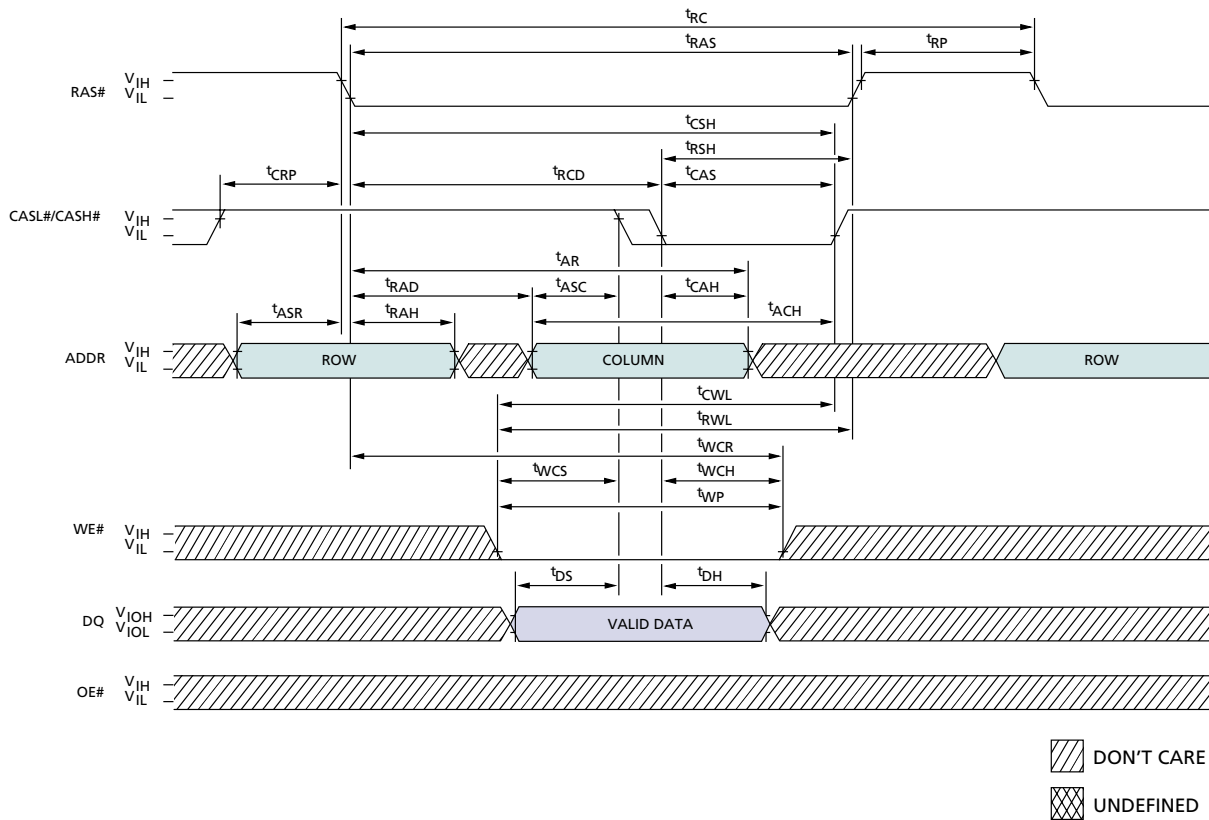 tRC
tRAS
tRP
RAS# VIH
VIL
tCSH
tRSH
tCRP
tRCD
tCAS
CASL#/CASH# VIH
VIL
tAR
tRAD
tASC
tCAH
tASR
tRAH
tACH
ADDR VIH
VIL
ROW
COLUMN
ROW
tCWL
tRWL
tWCR
tWCS
tWCH
tWP
WE# VIH
VIL
tDS
tDH
DQ VIOH
VIOL
VALID DATA
OE# VIH
VIL
DON'T CARE
UNDEFINED